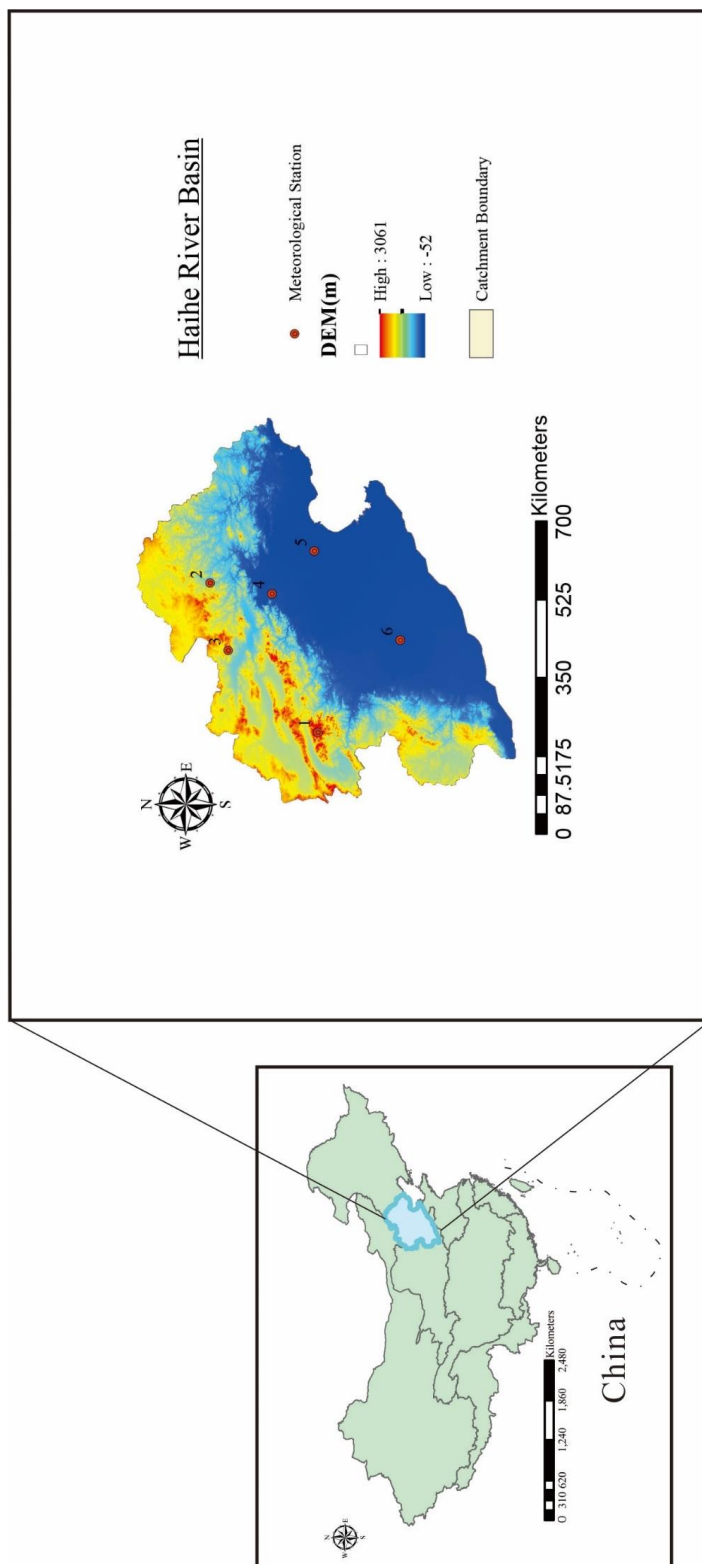 N
W E
S
0 310 620 1,240 1,860 2,480
Kilometers
China
Haihe River Basin
N
W E
S
2
3
4
5
1
6
Meteorological Station
DEM(m)
High : 3061
Low : -52
Catchment Boundary
0 87.5175 350 525 700
Kilometers